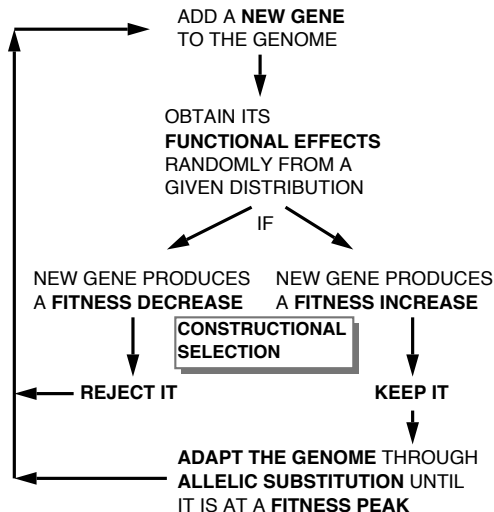 ADD A NEW GENE
TO THE GENOME
OBTAIN ITS
FUNCTIONAL EFFECTS
RANDOMLY FROM A
GIVEN DISTRIBUTION
IF
NEW GENE PRODUCES
A FITNESS DECREASE
NEW GENE PRODUCES
A FITNESS INCREASE
CONSTRUCTIONAL
SELECTION
REJECT IT
KEEP IT
ADAPT THE GENOME THROUGH
ALLELIC SUBSTITUTION UNTIL
IT IS AT A FITNESS PEAK